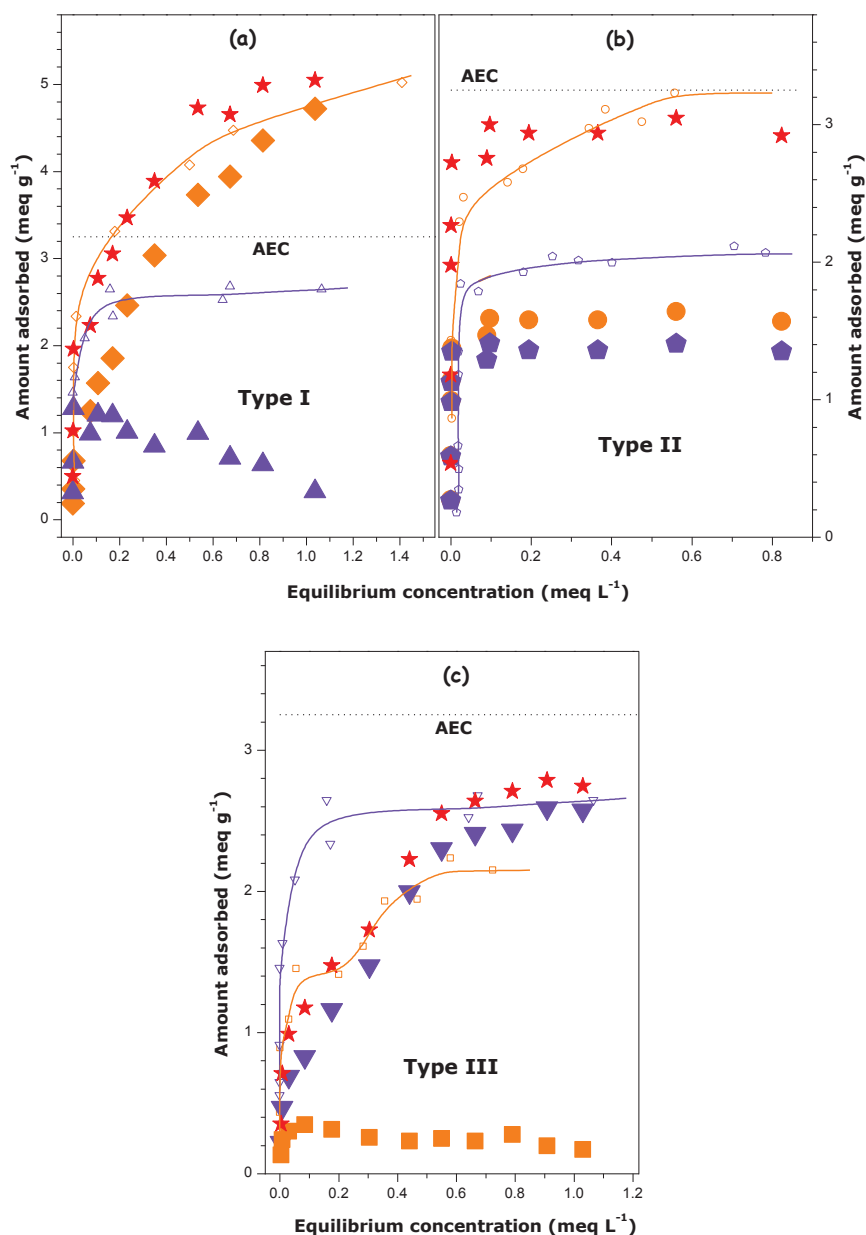 (a)
(b)
Amount adsorbed (meq g⁻¹)
5
4
3
2
1
0
AEC
Type I
0.0 0.2 0.4 0.6 0.8 1.0 1.2 1.4
AEC
Type II
3
2
1
0
Amount adsorbed (meq g⁻¹)
0.0 0.2 0.4 0.6 0.8
Equilibrium concentration (meq L⁻¹)
(c)
Amount adsorbed (meq g⁻¹)
3
2
1
0
AEC
Type III
0.0 0.2 0.4 0.6 0.8 1.0 1.2
Equilibrium concentration (meq L⁻¹)